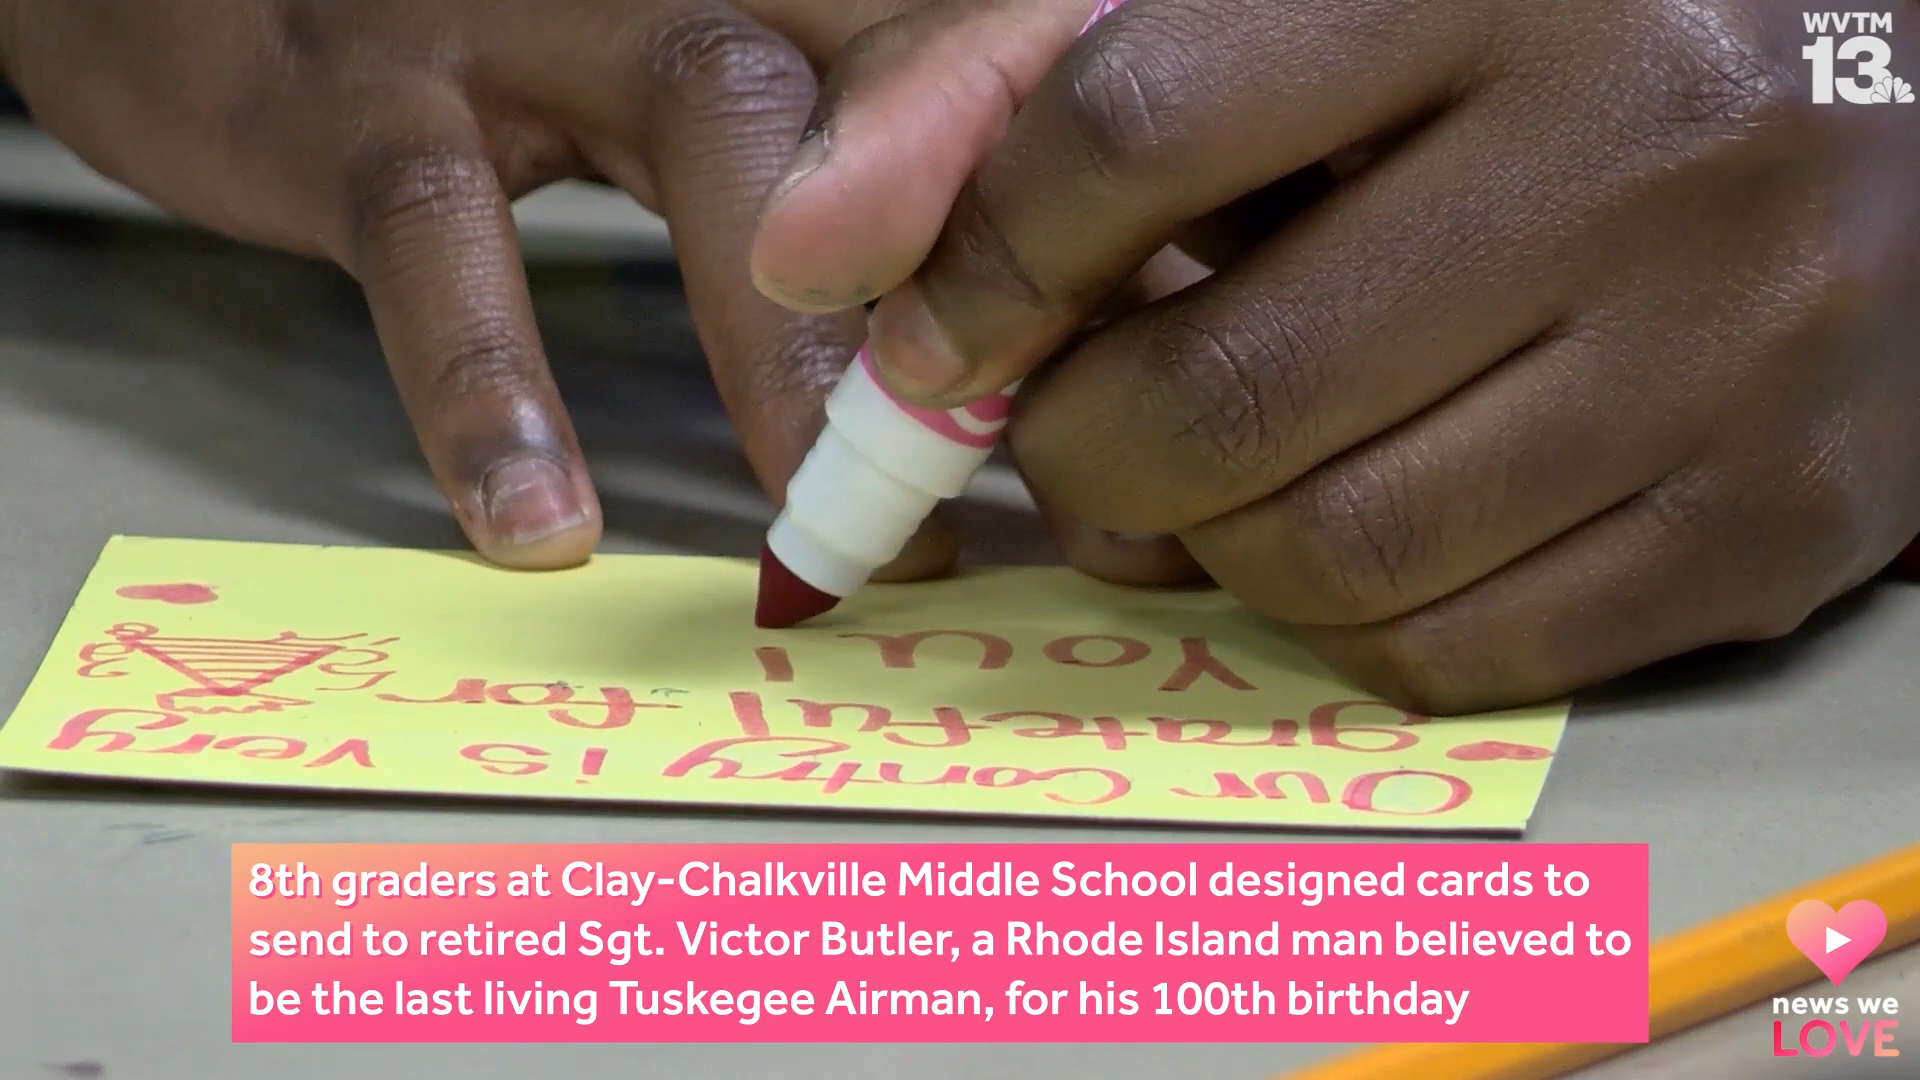 WVTM
13
Our Contry is very
grateful for
You!
8th graders at Clay-Chalkville Middle School designed cards to
send to retired Sgt. Victor Butler, a Rhode Island man believed to
be the last living Tuskegee Airman, for his 100th birthday
news we
LOVE